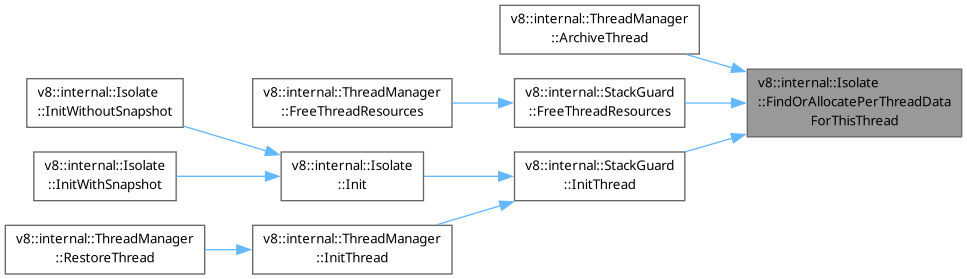 v8::internal::ThreadManager
::ArchiveThread
v8::internal::Isolate
::FindOrAllocatePerThreadData
ForThisThread
v8::internal::Isolate
::InitWithoutSnapshot
v8::internal::ThreadManager
::FreeThreadResources
v8::internal::StackGuard
::FreeThreadResources
v8::internal::Isolate
::InitWithSnapshot
v8::internal::Isolate
::Init
v8::internal::StackGuard
::InitThread
v8::internal::ThreadManager
::RestoreThread
v8::internal::ThreadManager
::InitThread